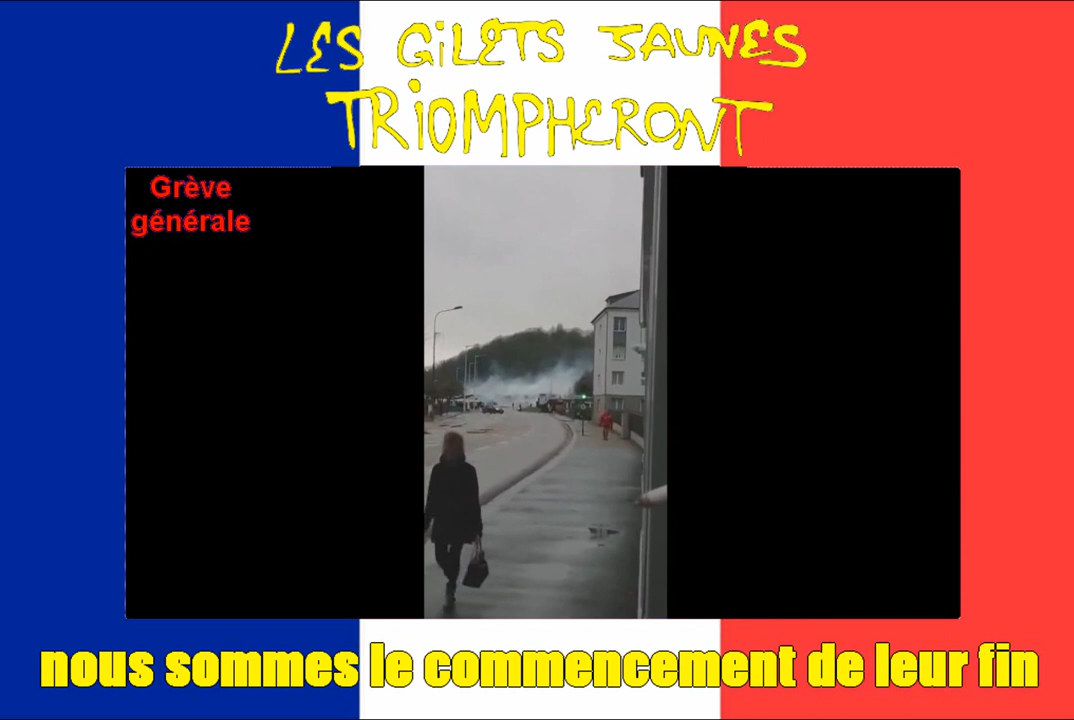 LES GiLETS JAUNES
TRiOMPHERONT
Grève
générale
nous sommes le commencement de leur fin